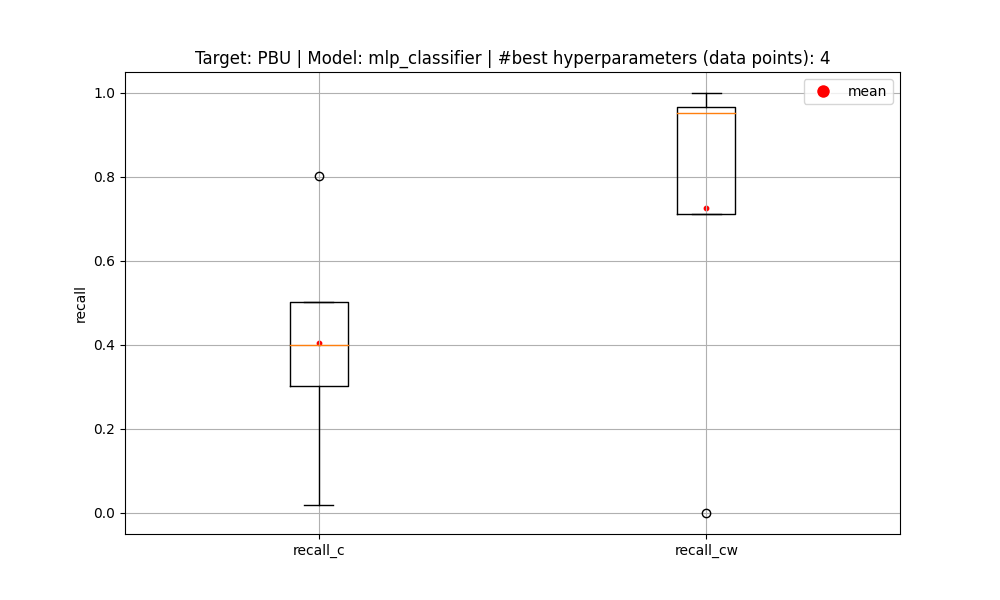 Target: PBU | Model: mlp_classifier | #best hyperparameters (data points): 4
mean
1.0
0.8
0.6
0.4
0.2
0.0
recall
recall_c
recall_cw